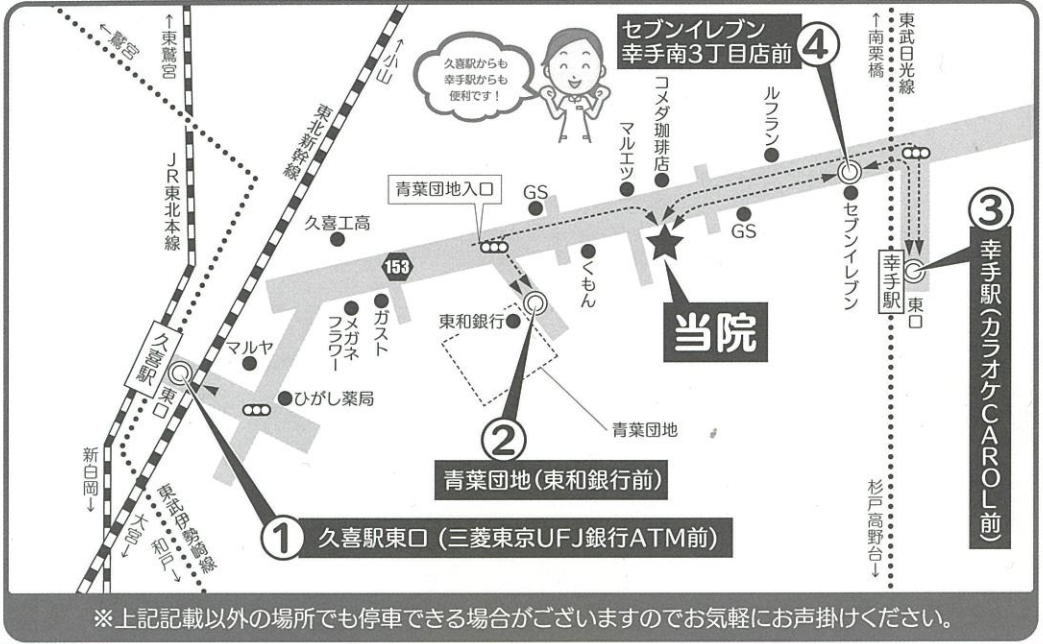 ←鷲宮
↑東鷲宮
↑小山
東北新幹線
JR東北本線
久喜駅からも
幸手駅からも
便利です！
セブンイレブン
幸手南3丁目店前
④
↑南栗橋
東武日光線
コメダ珈琲店
マルエツ
ルフラン
青葉団地入口
GS
久喜工高
153
くもん
GS
セブンイレブン
幸手駅
東口
③
幸手駅（カラオケCAROL前）
当院
東和銀行
ガスト
メガネ
フラワー
マルヤ
久喜駅
東口
ひがし薬局
②
青葉団地
青葉団地（東和銀行前）
新白岡↓
大宮↓
和戸↓
東武伊勢崎線
①
久喜駅東口 (三菱東京UFJ銀行ATM前)
杉戸高野台↓
※上記記載以外の場所でも停車できる場合がございますのでお気軽にお声掛けください。